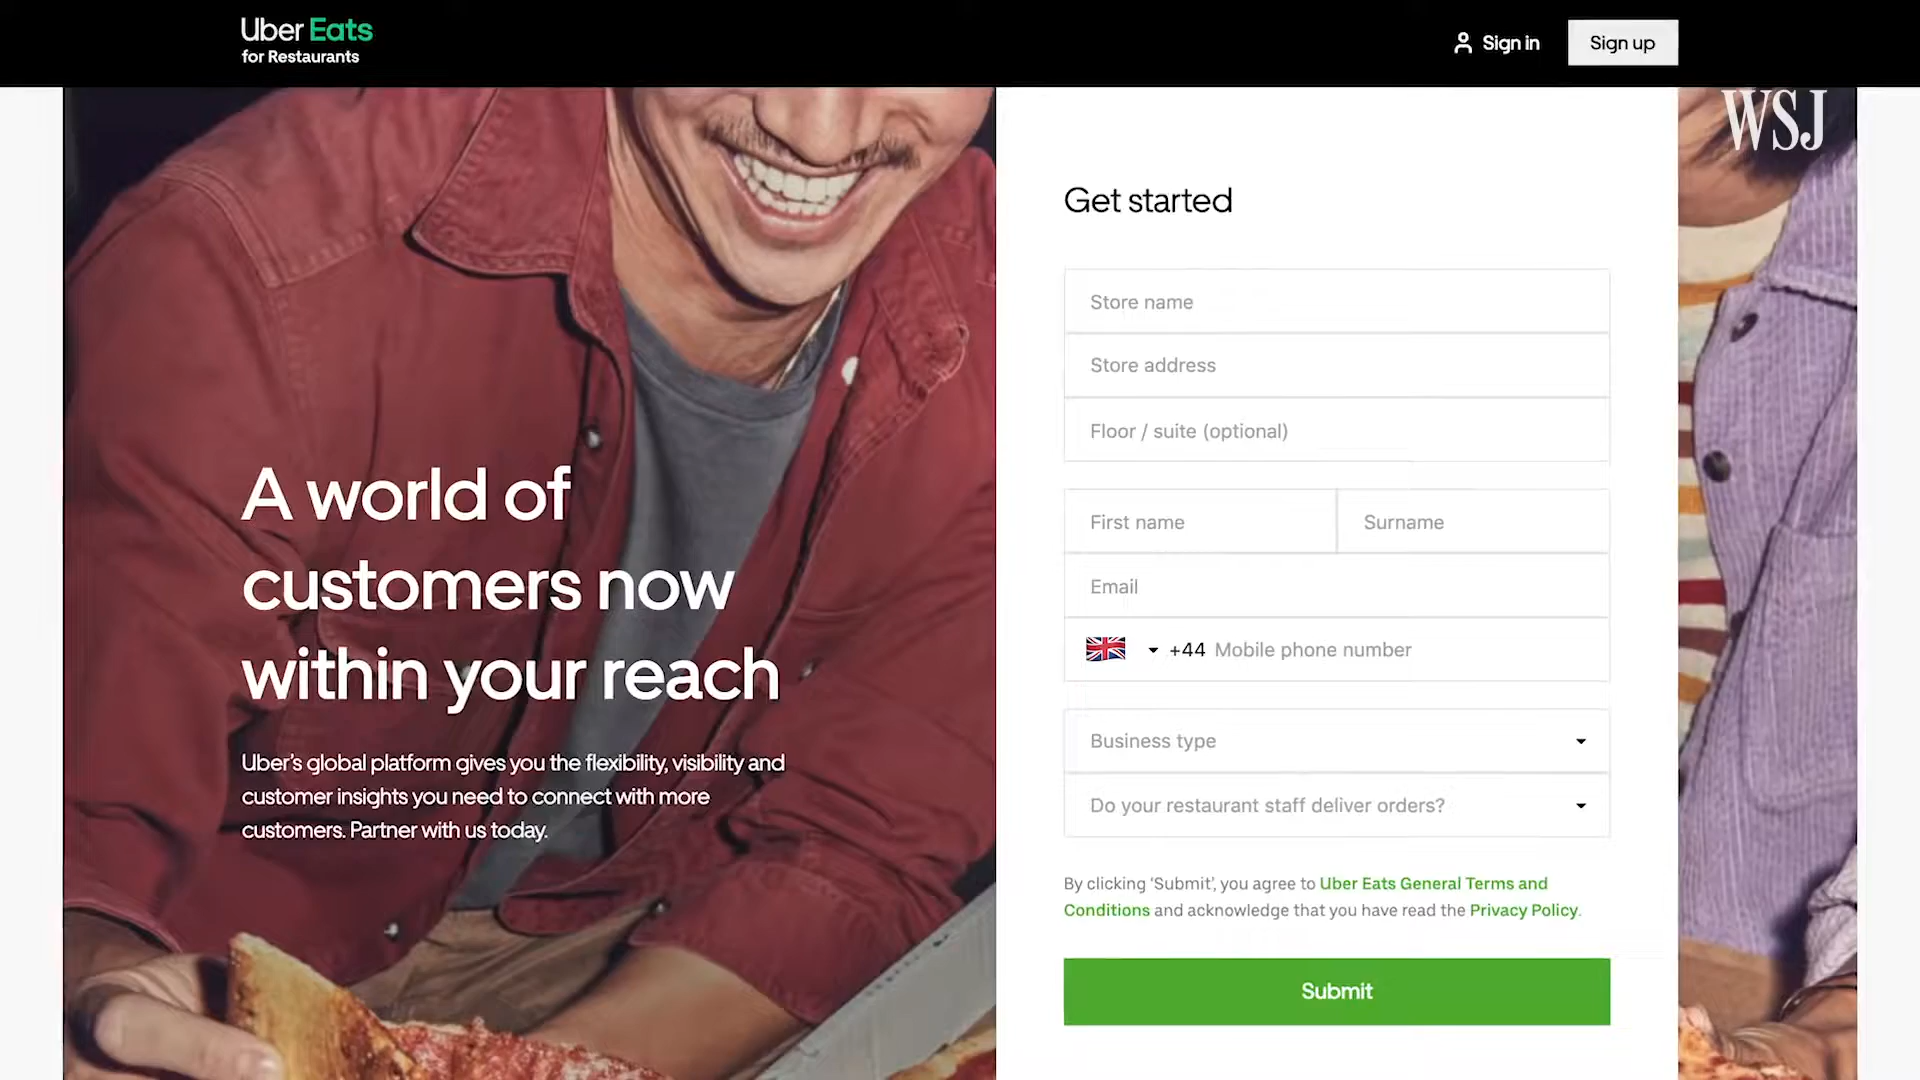 Uber Eats
for Restaurants
Sign in
Sign up
WSJ
A world of
customers now
within your reach
Uber’s global platform gives you the flexibility, visibility and
customer insights you need to connect with more
customers. Partner with us today.
Get started
Store name
Store address
Floor / suite (optional)
First name
Surname
Email
+44 Mobile phone number
Business type
Do your restaurant staff deliver orders?
By clicking ‘Submit’, you agree to Uber Eats General Terms and
Conditions and acknowledge that you have read the Privacy Policy.
Submit